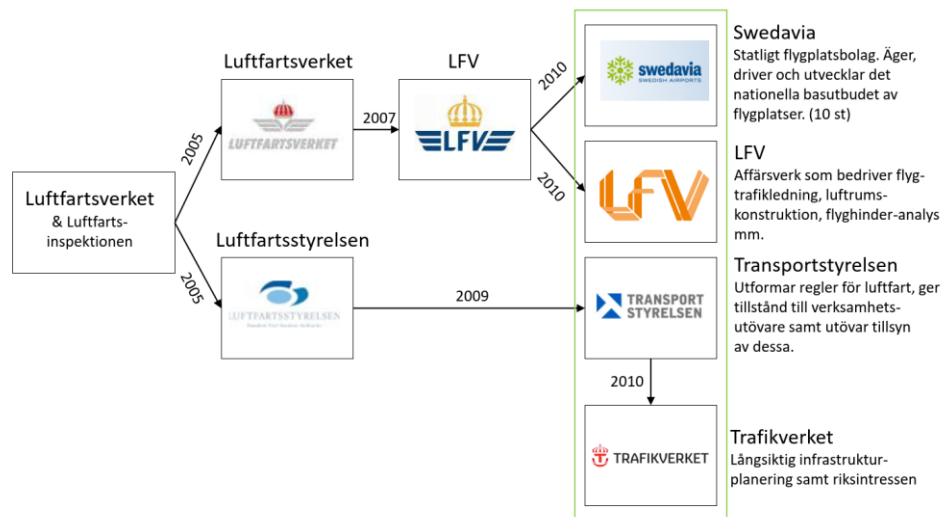 Luftfartsverket
& Luftfarts-
inspektionen
2005
2005
Luftfartsverket
LUFTFARTSVERKET
2007
LFV
LFV
Luftfartsstyrelsen
LUFTFARTSSTYRELSEN
2009
2010
2010
swedavia
SWEDISH AIRPORTS
Swedavia
Statligt flygplatsbolag. Äger,
driver och utvecklar det
nationella basutbudet av
flygplatser. (10 st)
LFV
LFV
Affärsverk som bedriver flyg-
trafikledning, luftrums-
konstruktion, flyghinder-analys
mm.
TRANSPORT
STYRELSEN
Transportstyrelsen
Utformar regler för luftfart, ger
tillstånd till verksamhets-
utövare samt utövar tillsyn
av dessa.
2010
TRAFIKVERKET
Trafikverket
Långsiktig infrastruktur-
planering samt riksintressen